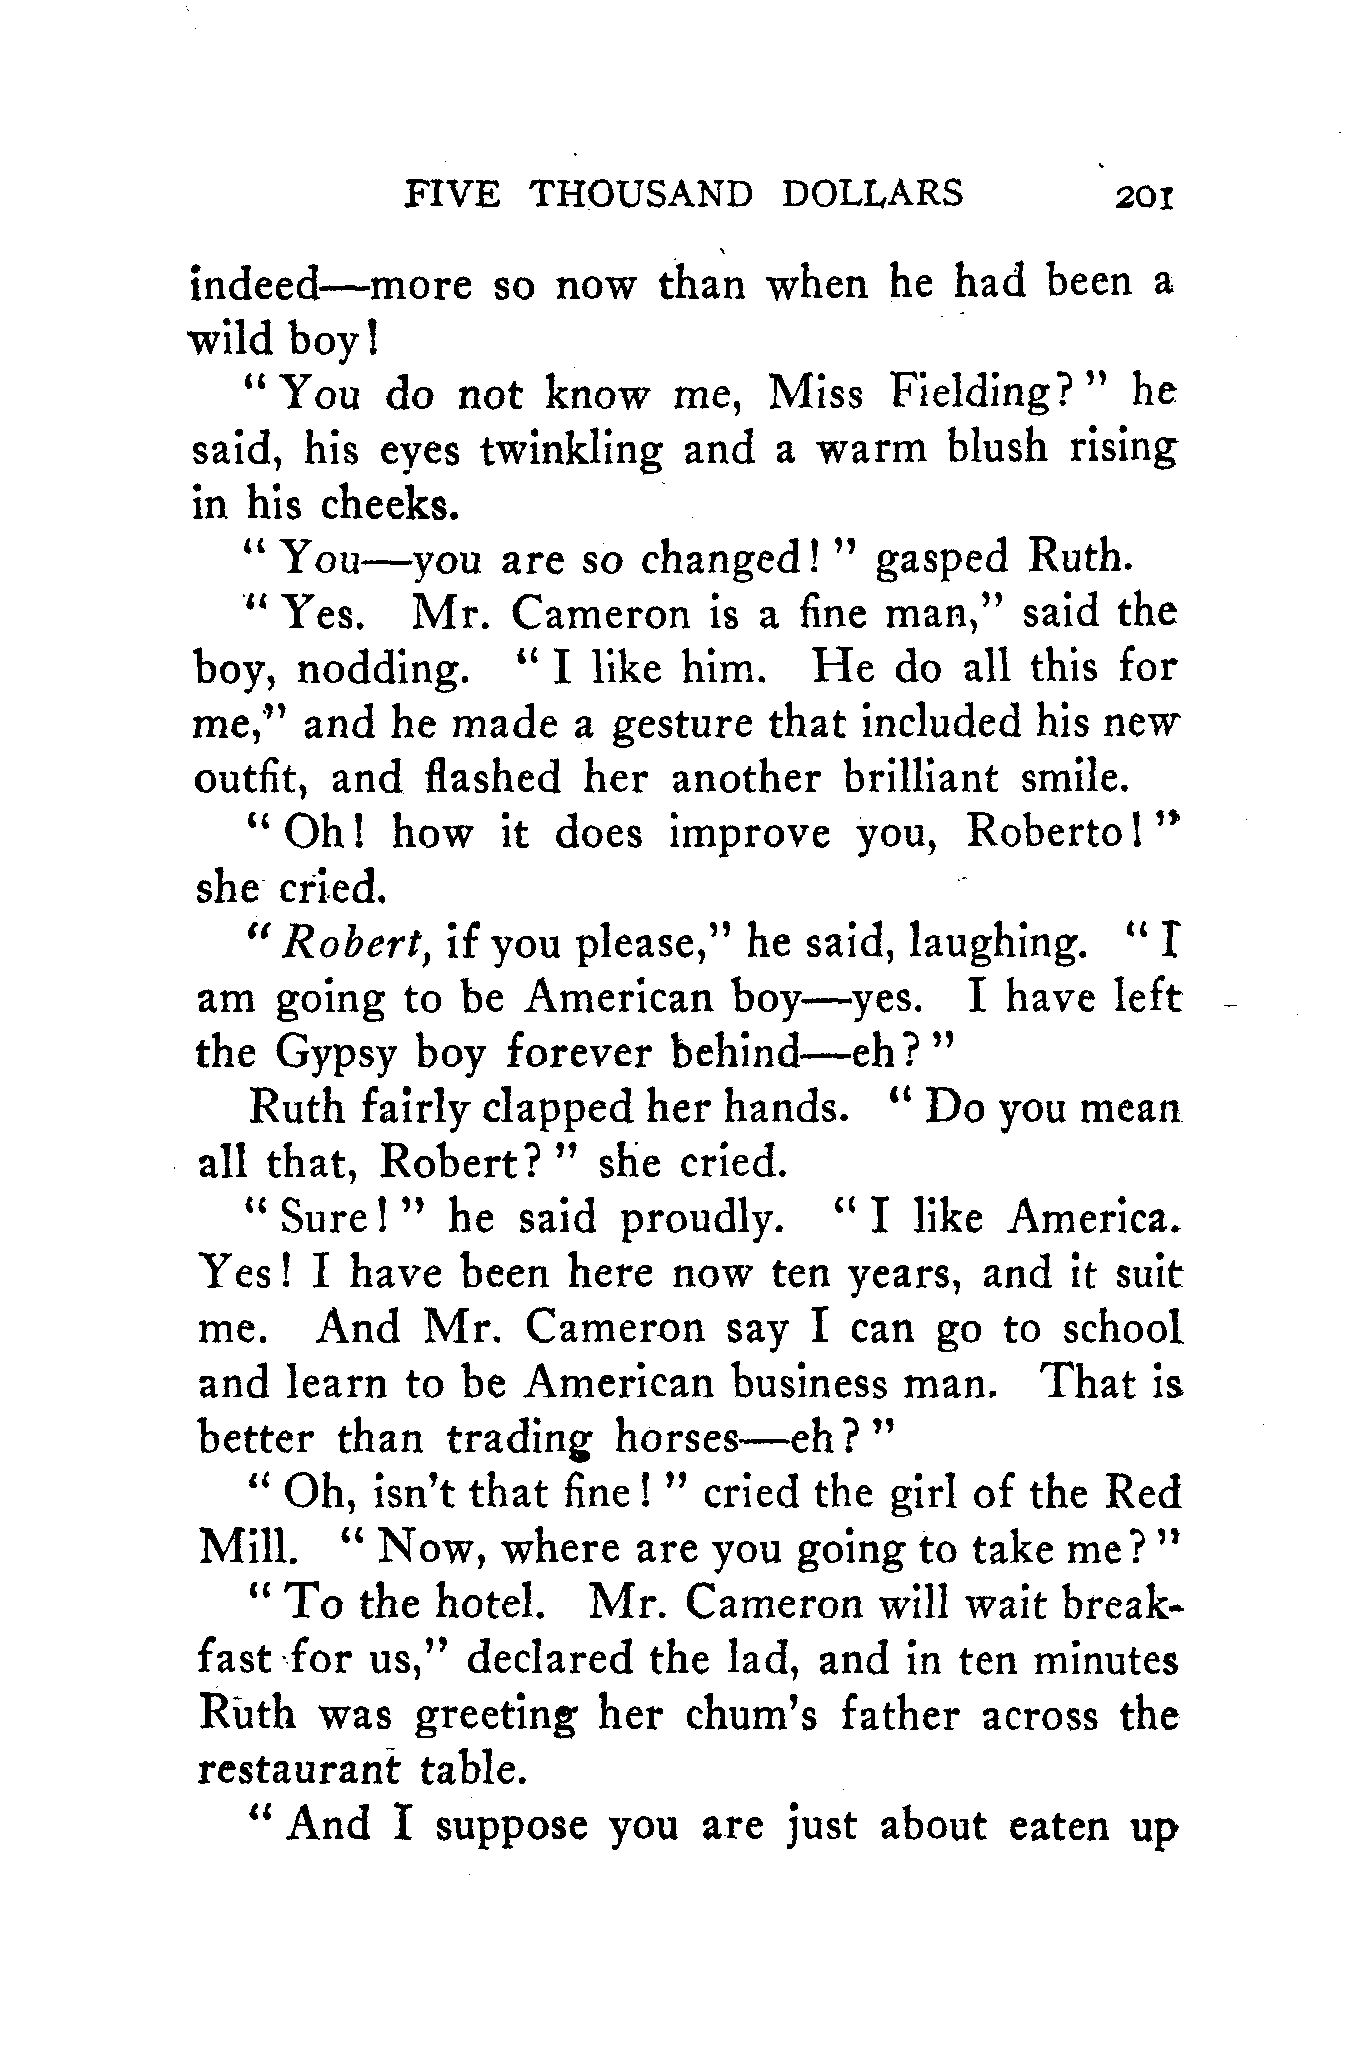 FIVE THOUSAND DOLLARS 201
indeed—more so now than when he had been a
wild boy!
"You do not know me, Miss Fielding?" he
said, his eyes twinkling and a warm blush rising
in his cheeks.
"You—you are so changed!" gasped Ruth.
"Yes. Mr. Cameron is a fine man," said the
boy, nodding. "I like him. He do all this for
me," and he made a gesture that included his new
outfit, and flashed her another brilliant smile.
"Oh! how it does improve you, Roberto!"
she cried.
"Robert, if you please," he said, laughing. "I
am going to be American boy—yes. I have left
the Gypsy boy forever behind—eh?"
Ruth fairly clapped her hands. "Do you mean
all that, Robert?" she cried.
"Sure!" he said proudly. "I like America.
Yes! I have been here now ten years, and it suit
me. And Mr. Cameron say I can go to school
and learn to be American business man. That is
better than trading horses—eh?"
"Oh, isn't that fine!" cried the girl of the Red
Mill. "Now, where are you going to take me?"
"To the hotel. Mr. Cameron will wait break-
fast for us," declared the lad, and in ten minutes
Ruth was greeting her chum's father across the
restaurant table.
"And I suppose you are just about eaten up